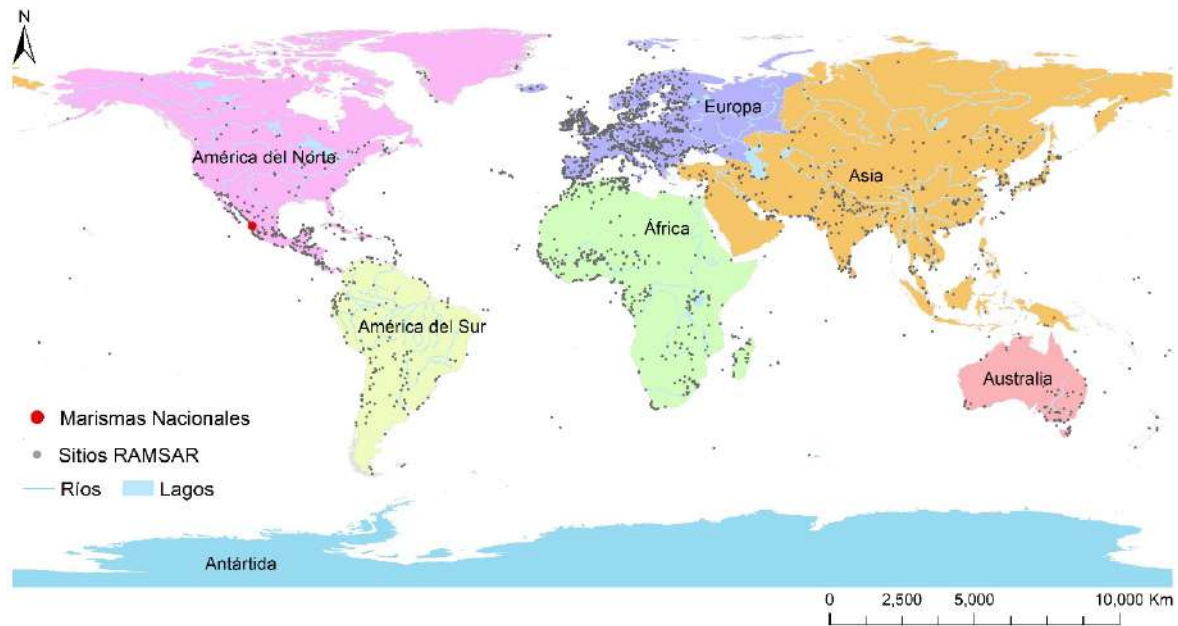 N
Europa
América del Norte
Asia
África
América del Sur
Australia
Marismas Nacionales
Sitios RAMSAR
Ríos Lagos
Antártida
0 2,500 5,000 10,000 Km